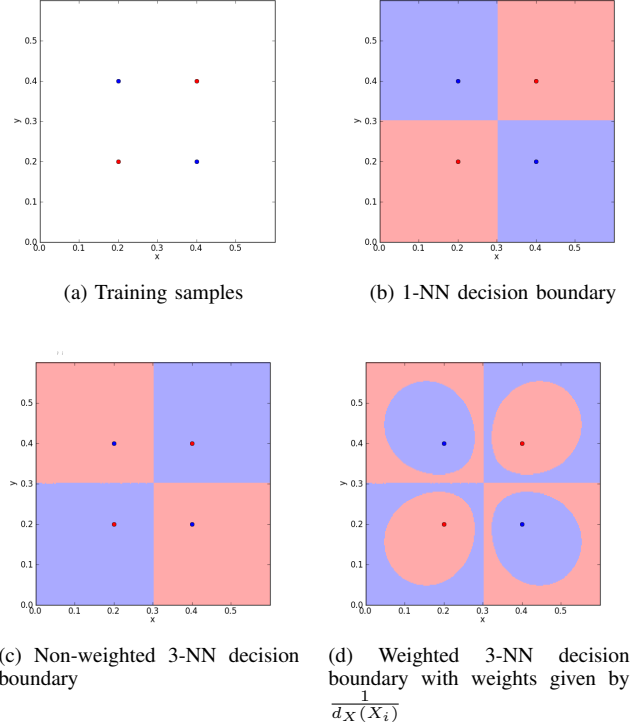 0.5
0.4
0.3
0.2
0.1
0.0
y
0.0 0.1 0.2 0.3 0.4 0.5
x
(a) Training samples
0.5
0.4
0.3
0.2
0.1
0.0
y
0.0 0.1 0.2 0.3 0.4 0.5
x
(b) 1-NN decision boundary
0.5
0.4
0.3
0.2
0.1
0.0
y
0.0 0.1 0.2 0.3 0.4 0.5
x
(c) Non-weighted 3-NN decision
boundary
0.5
0.4
0.3
0.2
0.1
0.0
y
0.0 0.1 0.2 0.3 0.4 0.5
x
(d) Weighted 3-NN decision
boundary with weights given by
1
d_X(X_i)